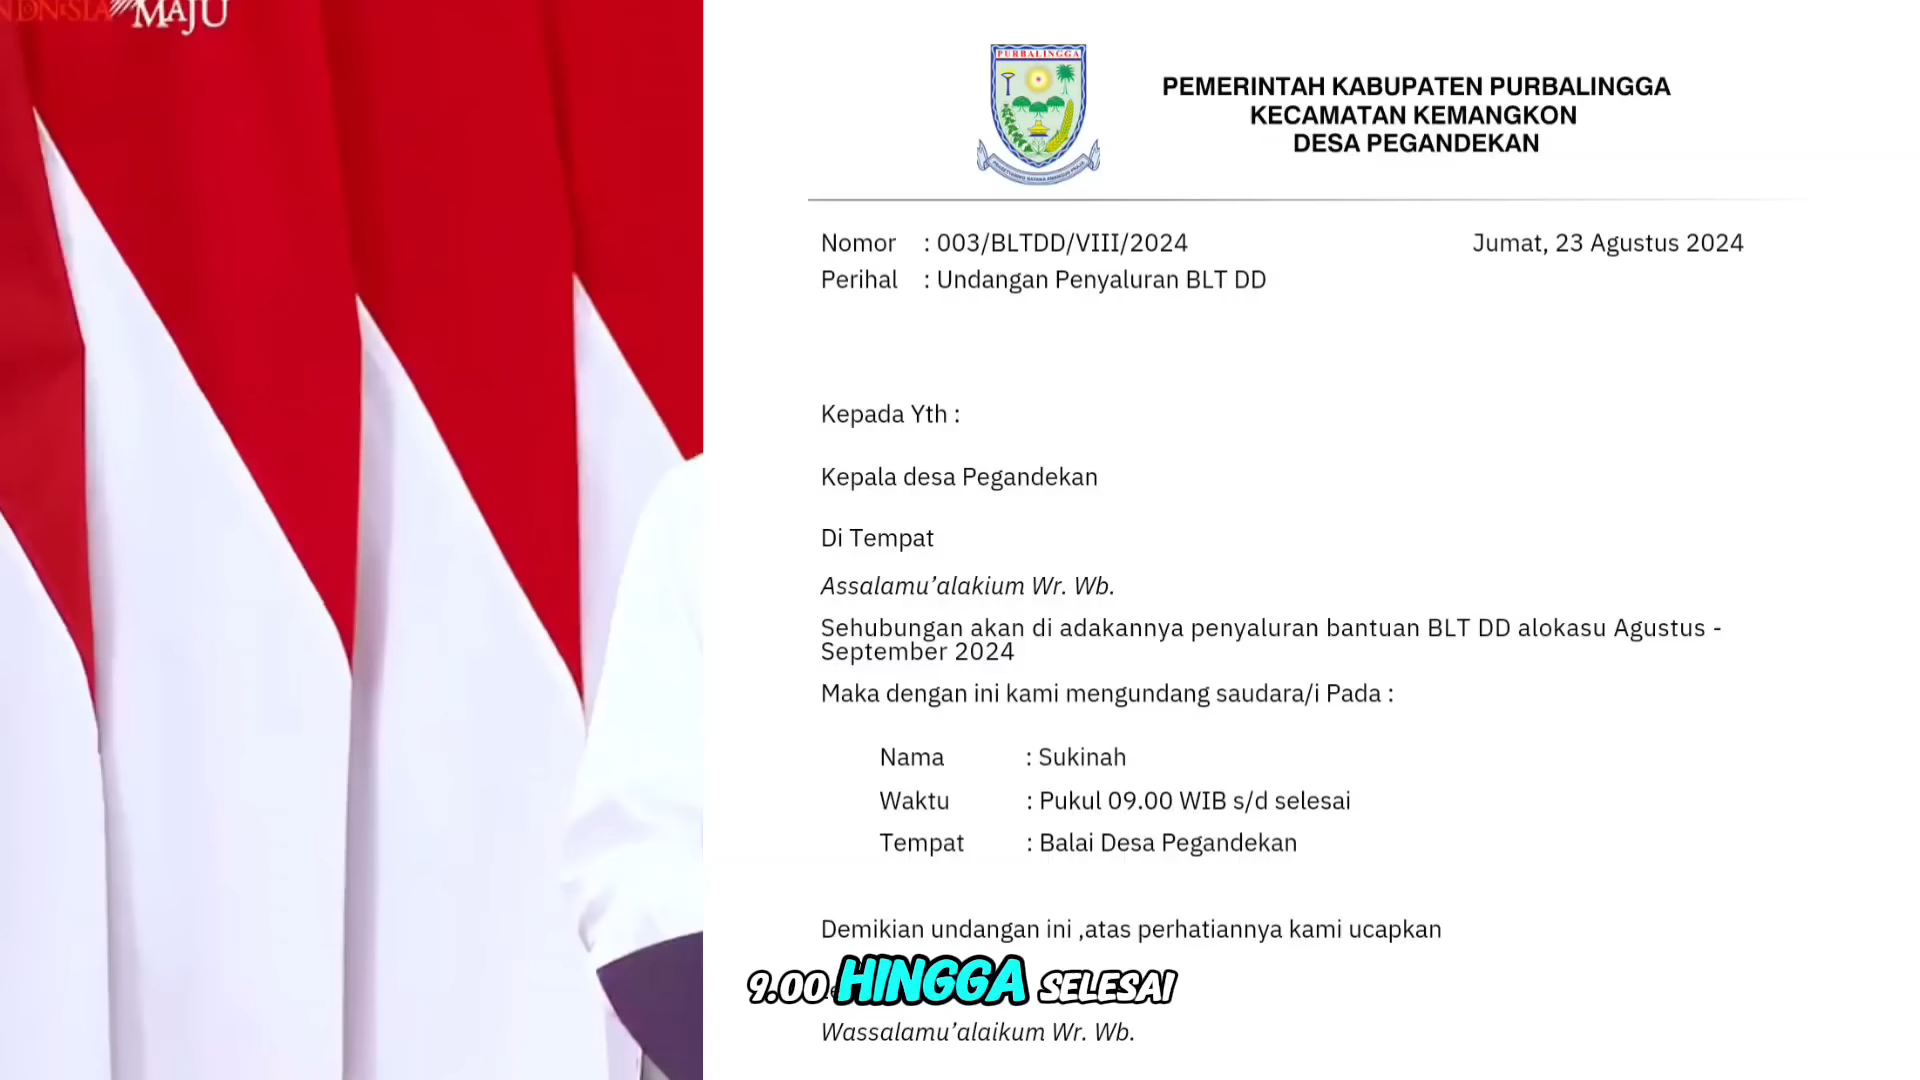 INDONESIA MAJU
PURBALINGGA
PEMERINTAH KABUPATEN PURBALINGGA
KECAMATAN KEMANGKON
DESA PEGANDEKAN
Nomor : 003/BLTDD/VIII/2024
Jumat, 23 Agustus 2024
Perihal : Undangan Penyaluran BLT DD
Kepada Yth :
Kepala desa Pegandekan
Di Tempat
Assalamu’alakium Wr. Wb.
Sehubungan akan di adakannya penyaluran bantuan BLT DD alokasu Agustus -
September 2024
Maka dengan ini kami mengundang saudara/i Pada :
Nama : Sukinah
Waktu : Pukul 09.00 WIB s/d selesai
Tempat : Balai Desa Pegandekan
Demikian undangan ini ,atas perhatiannya kami ucapkan
9.00 HINGGA SELESAI
Wassalamu’alaikum Wr. Wb.